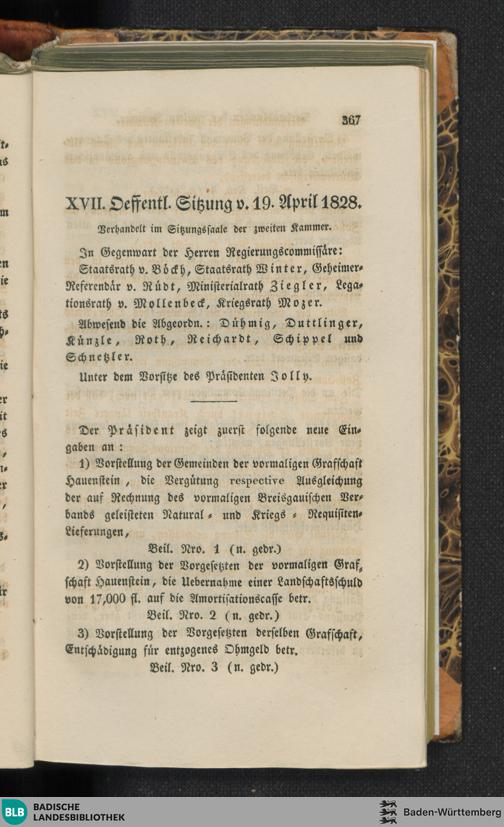 367
XVII. Oeffentl. Sitzung v. 19. April 1828.
Verhandelt im Sitzungssaale der zweiten Kammer.
In Gegenwart der Herren Regierungscommissäre:
Staatsrath v. Böckh, Staatsrath Winter, Geheimer-
Referendär v. Rüdt, Ministerialrath Ziegler, Lega-
tionsrath v. Mollenbeck, Kriegsrath Mozer.
Abwesend die Abgeordn.: Dühmig, Duttlinger,
Künzle, Roth, Reichardt, Schippel und
Schnetzler.
Unter dem Vorsitze des Präsidenten Jolly.
Der Präsident zeigt zuerst folgende neue Ein-
gaben an:
1) Vorstellung der Gemeinden der vormaligen Grafschaft
Hauenstein, die Vergütung respective Ausgleichung
der auf Rechnung des vormaligen Breisgauischen Ver-
bands geleisteten Natural- und Kriegs-Requisiten-
Lieferungen,
Beil. Nro. 1 (n. gedr.)
2) Vorstellung der Vorgesetzten der vormaligen Graf-
schaft Hauenstein, die Uebernahme einer Landschaftsschuld
von 17,000 fl. auf die Amortisationscasse betr.
Beil. Nro. 2 (n. gedr.)
3) Vorstellung der Vorgesetzten derselben Grafschaft,
Entschädigung für entzogenes Ohmgeld betr.
Beil. Nro. 3 (n. gedr.)
BLB BADISCHE
LANDESBIBLIOTHEK
Baden-Württemberg